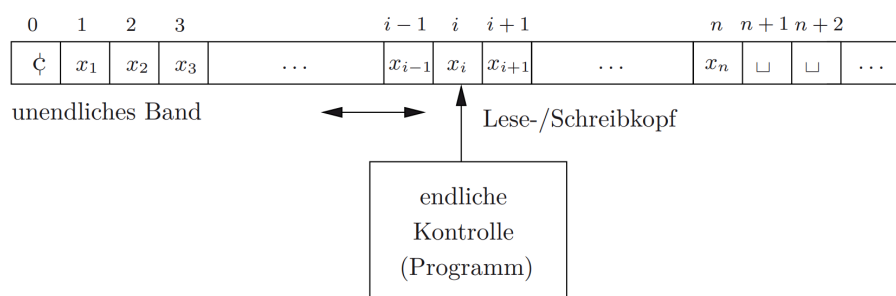 0 1 2 3 i − 1 i i + 1 n n + 1 n + 2
¢ x₁ x₂ x₃ ... xᵢ₋₁ xᵢ xᵢ₊₁ ... xₙ ⊔ ⊔ ...
unendliches Band Lese-/Schreibkopf
endliche
Kontrolle
(Programm)